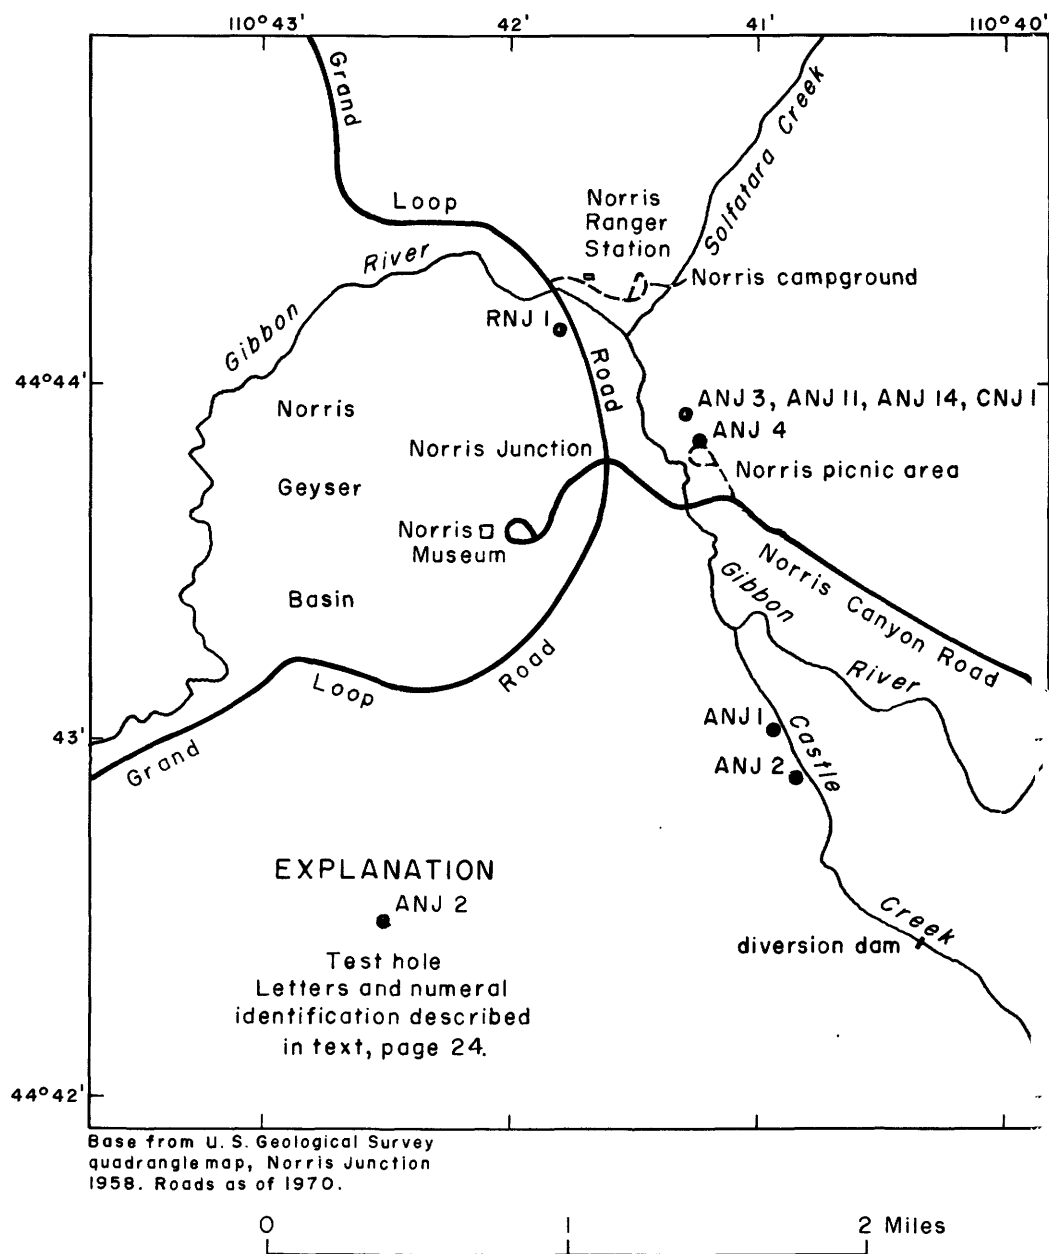 110°43' 42' 41' 110°40'
Grand
Loop
Road
Solfatara Creek
Norris
Ranger
Station
Norris campground
River
Gibbon
RNJ 1
44°44'
ANJ 3, ANJ 11, ANJ 14, CNJ 1
ANJ 4
Norris
Norris Junction
Norris picnic area
Geyser
Norris
Museum
Basin
Norris Canyon Road
Gibbon
River
Road
Loop
Grand
43'
ANJ 1
ANJ 2
Castle
Creek
diversion dam
EXPLANATION
ANJ 2
Test hole
Letters and numeral
identification described
in text, page 24.
44°42'
Base from U.S. Geological Survey
quadrangle map, Norris Junction
1958. Roads as of 1970.
0 1 2 Miles